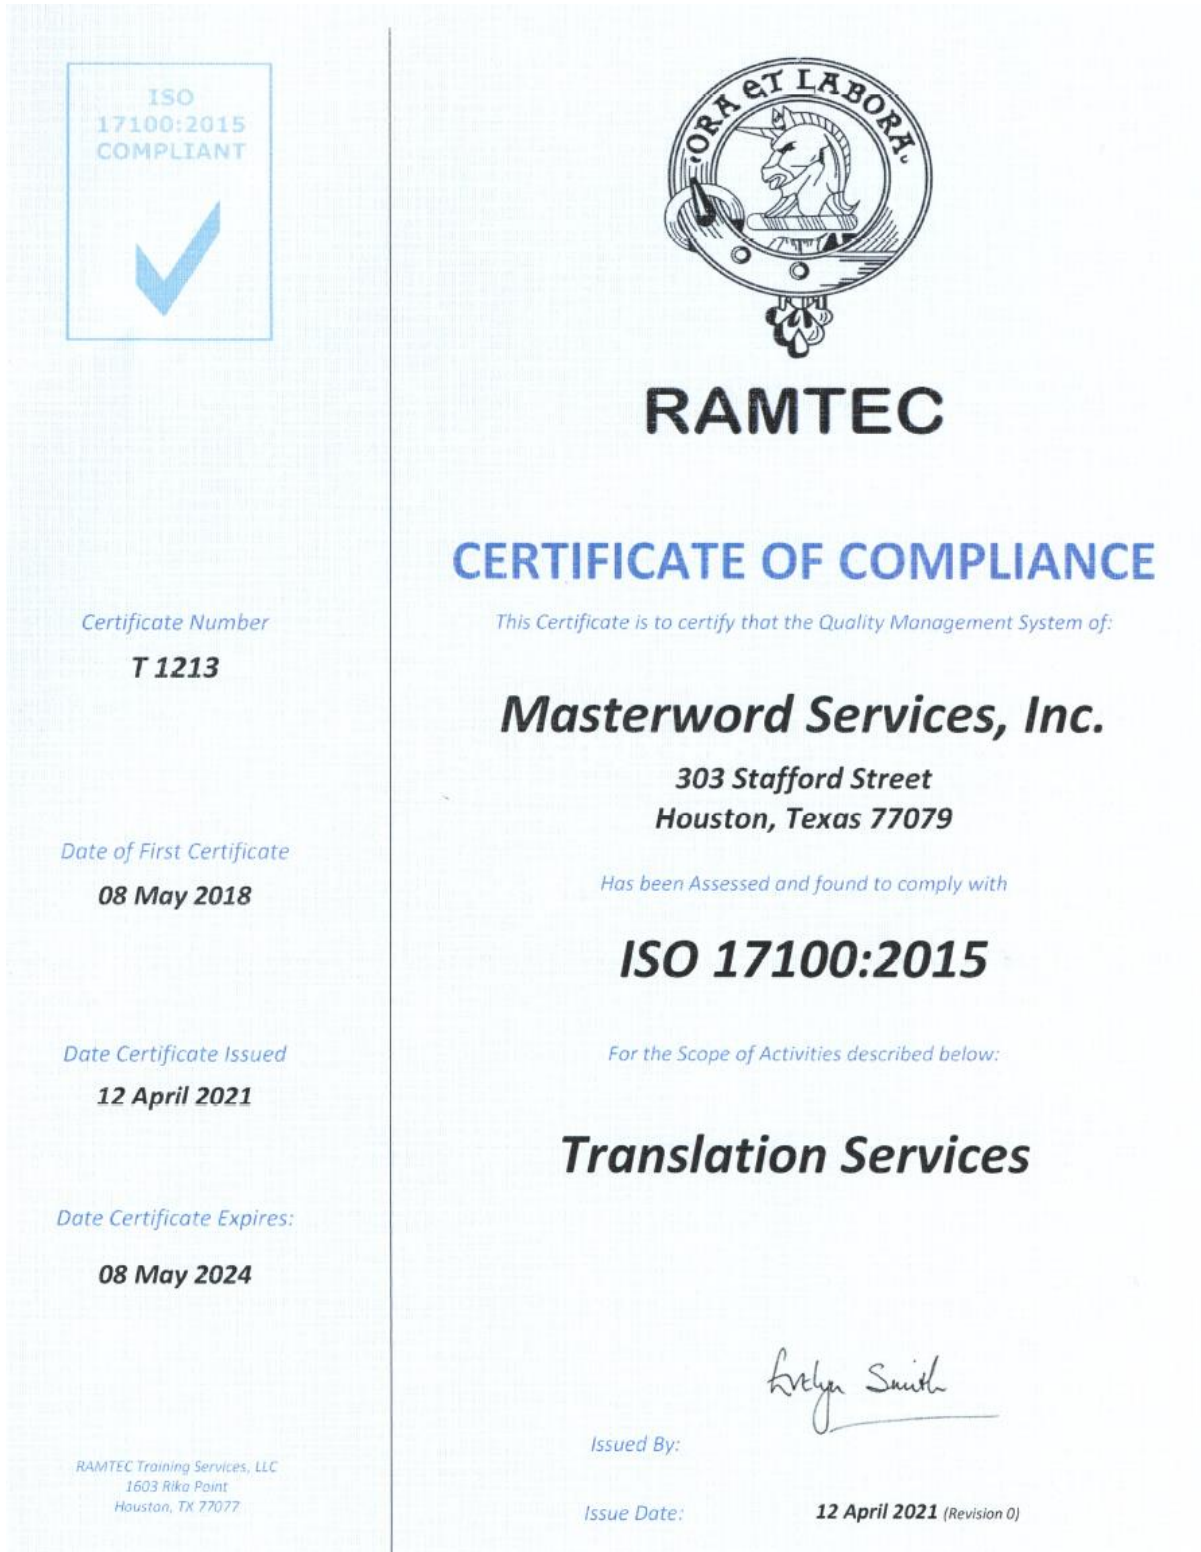 ISO
17100:2015
COMPLIANT
ORA ET LABORA
RAMTEC
CERTIFICATE OF COMPLIANCE
Certificate Number
T 1213
This Certificate is to certify that the Quality Management System of:
Masterword Services, Inc.
303 Stafford Street
Houston, Texas 77079
Date of First Certificate
08 May 2018
Has been Assessed and found to comply with
ISO 17100:2015
Date Certificate Issued
12 April 2021
For the Scope of Activities described below:
Translation Services
Date Certificate Expires:
08 May 2024
Evelyn Smith
Issued By:
RAMTEC Training Services, LLC
1603 Rika Point
Houston, TX 77077
Issue Date:
12 April 2021 (Revision 0)